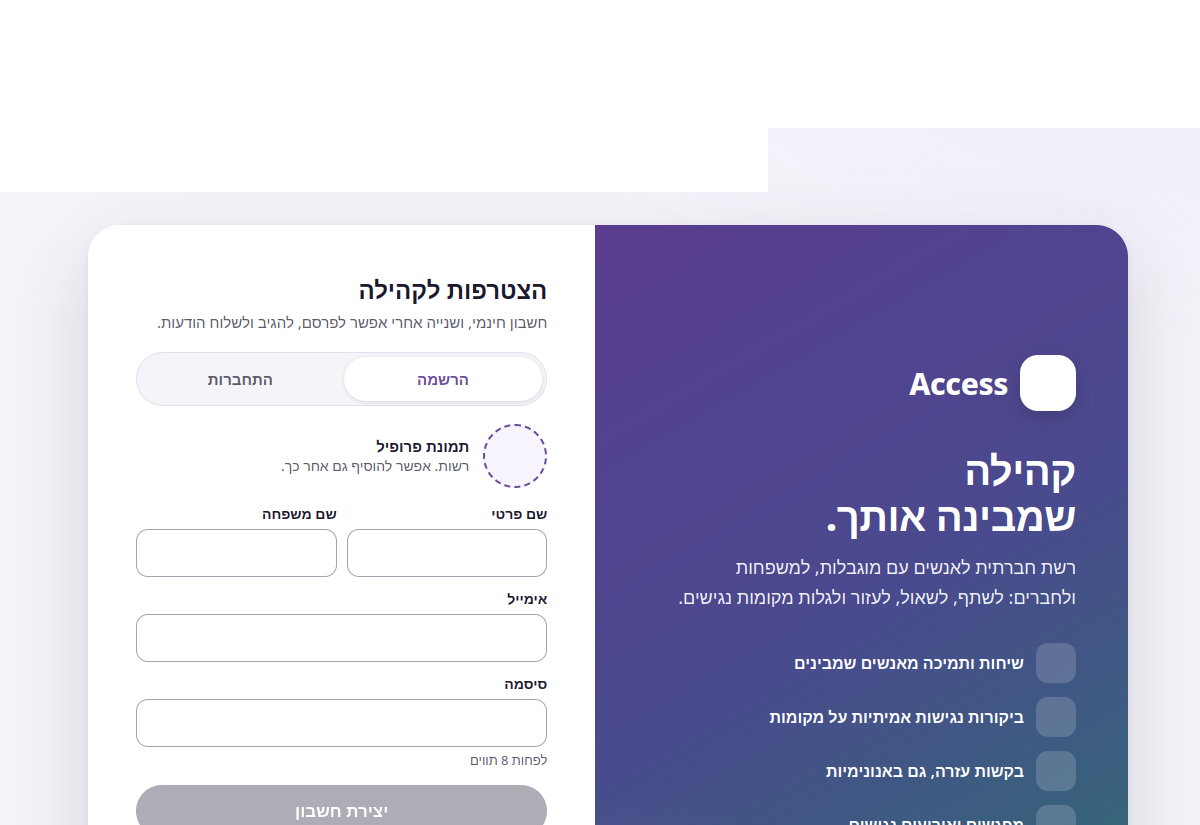 Access
קהילה
שמבינה אותך.
רשת חברתית לאנשים עם מוגבלות, למשפחות
ולחברים: לשתף, לשאול, לעזור ולגלות מקומות נגישים.
שיחות ותמיכה מאנשים שמבינים
ביקורות נגישות אמיתיות על מקומות
בקשות עזרה, גם באנונימיות
הצטרפות לקהילה
חשבון חינמי, ושנייה אחרי אפשר לפרסם, להגיב ולשלוח הודעות.
הרשמה
התחברות
תמונת פרופיל
רשות. אפשר להוסיף גם אחר כך.
שם פרטי
שם משפחה
אימייל
סיסמה
לפחות 8 תווים
יצירת חשבון